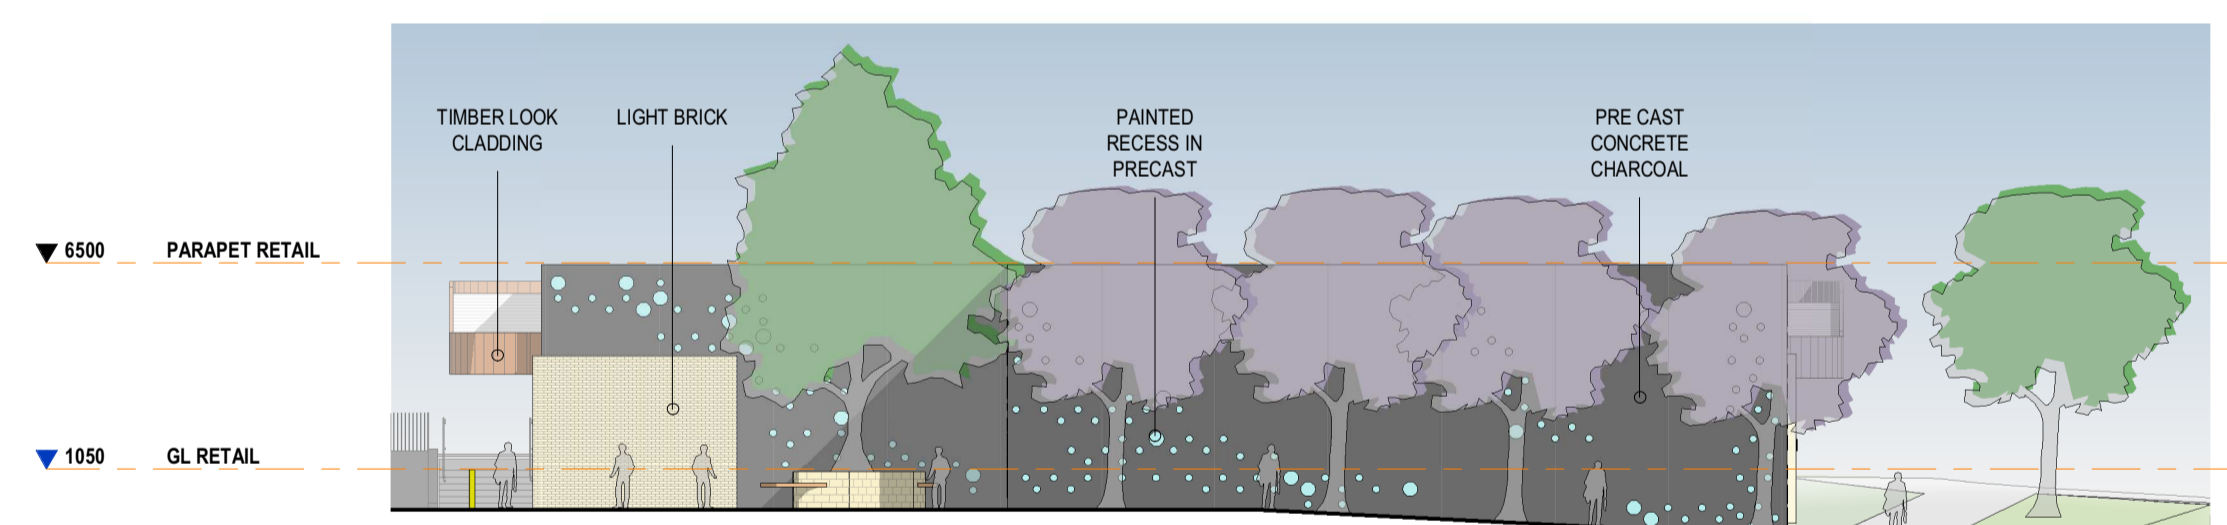 TIMBER LOOK
CLADDING
LIGHT BRICK
PAINTED
RECESS IN
PRECAST
PRE CAST
CONCRETE
CHARCOAL
6500 PARAPET RETAIL
1050 GL RETAIL